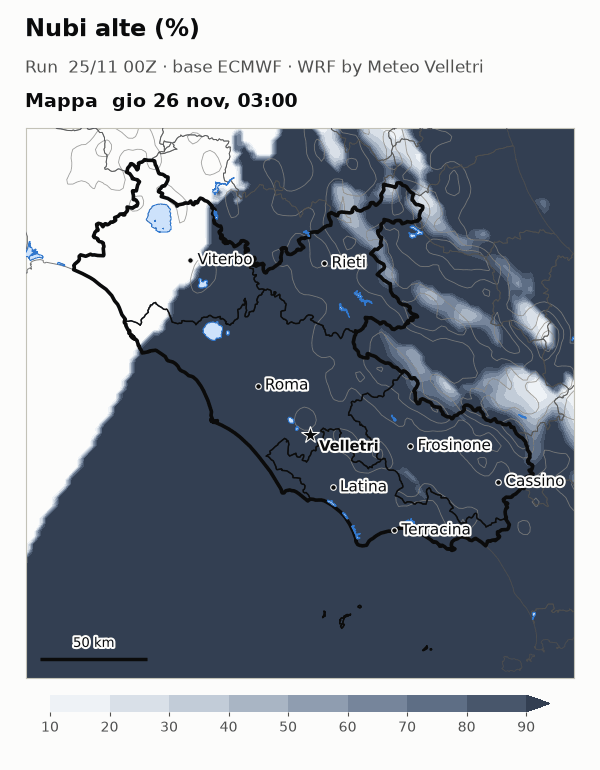 Nubi alte (%)
Run 25/11 00Z · base ECMWF · WRF by Meteo Velletri
Mappa gio 26 nov, 03:00
Viterbo
Rieti
Roma
Velletri
Frosinone
Latina
Cassino
Terracina
50 km
10 20 30 40 50 60 70 80 90